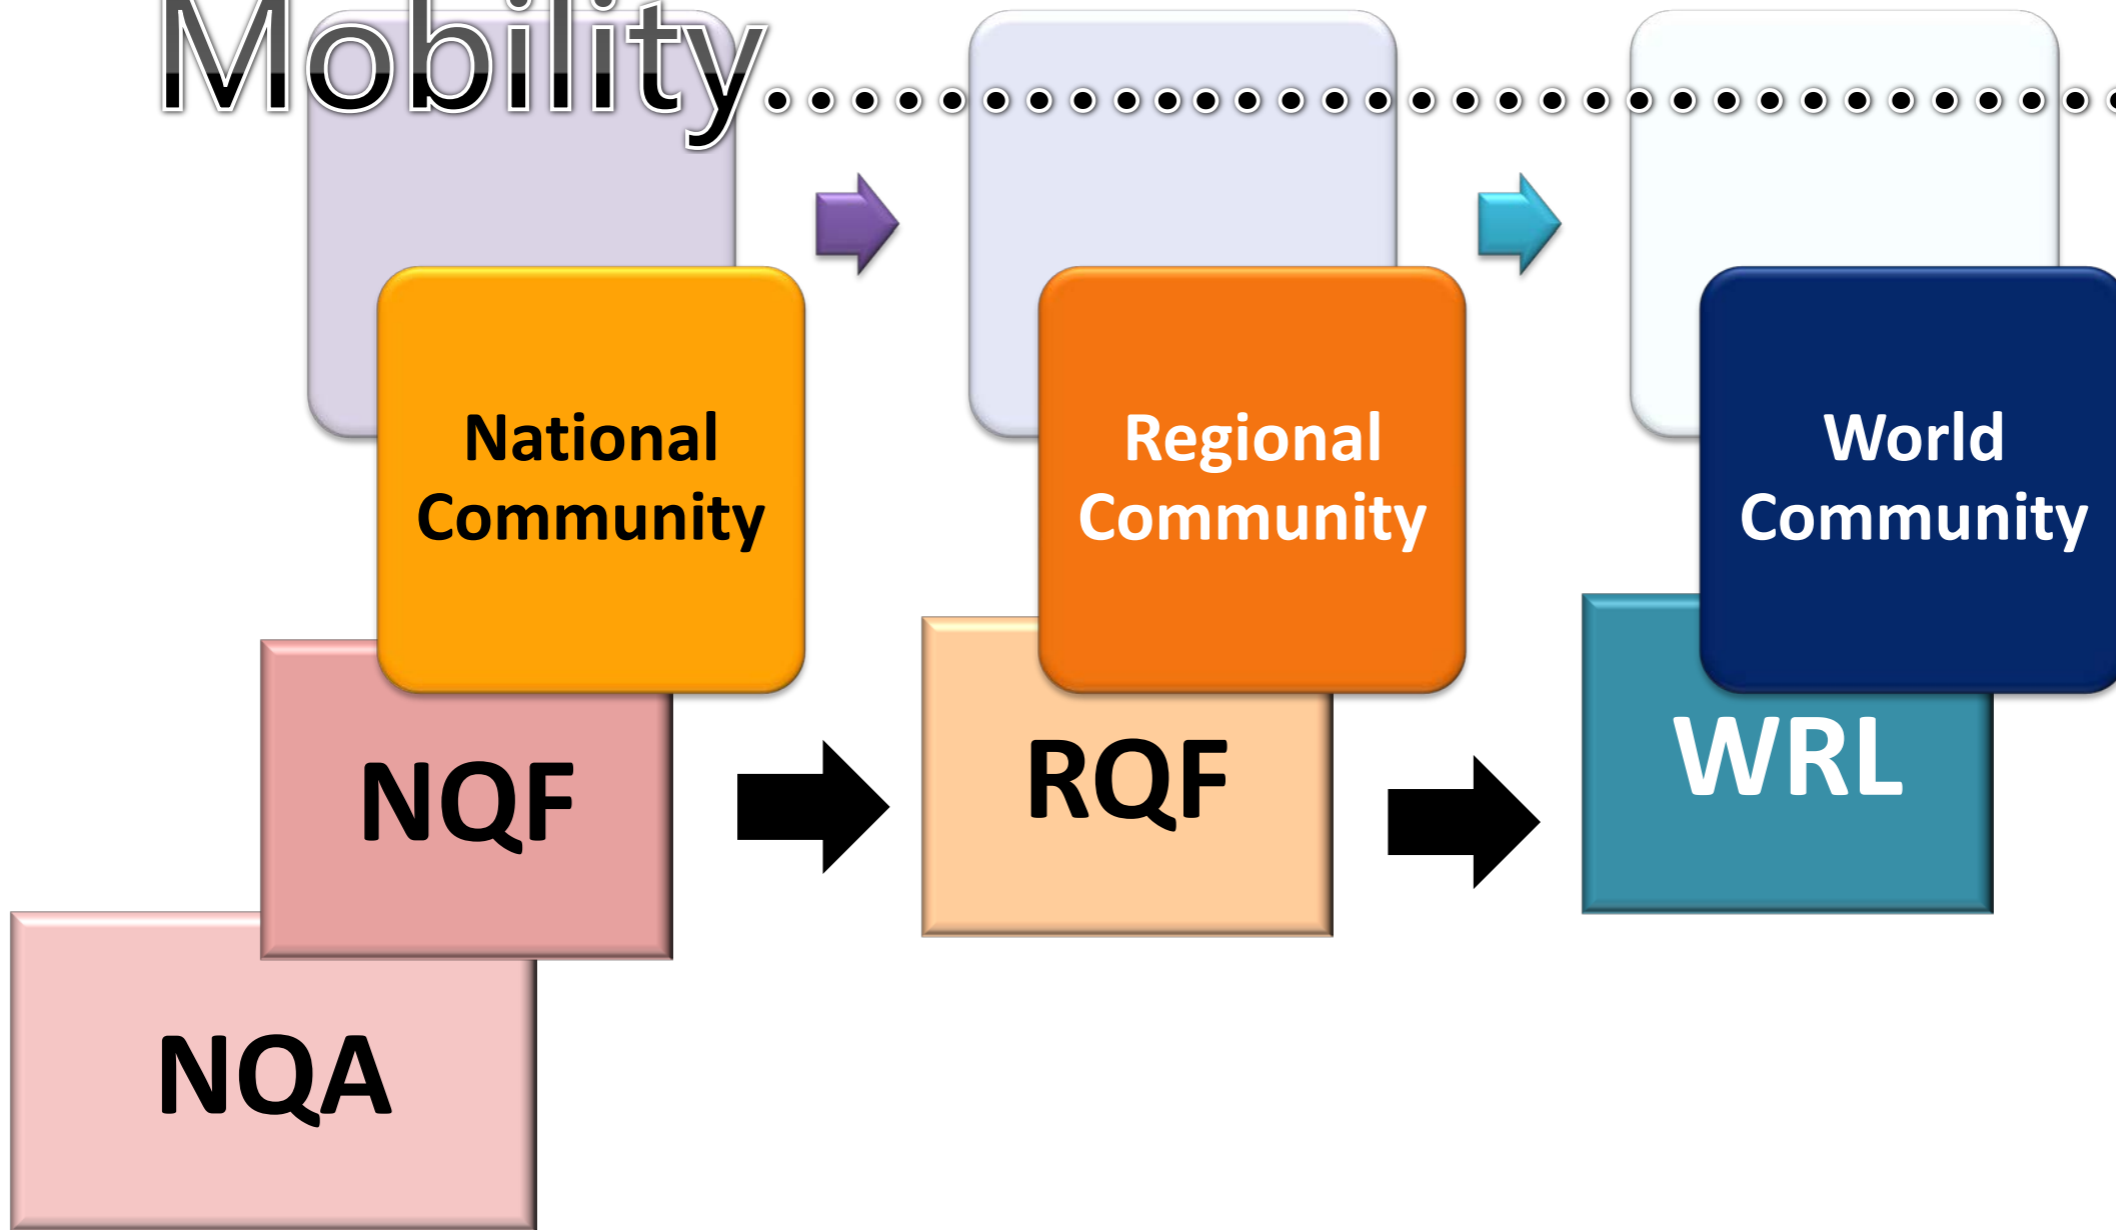 Mobility....................................
National
Community
Regional
Community
World
Community
NQF
RQF
WRL
NQA